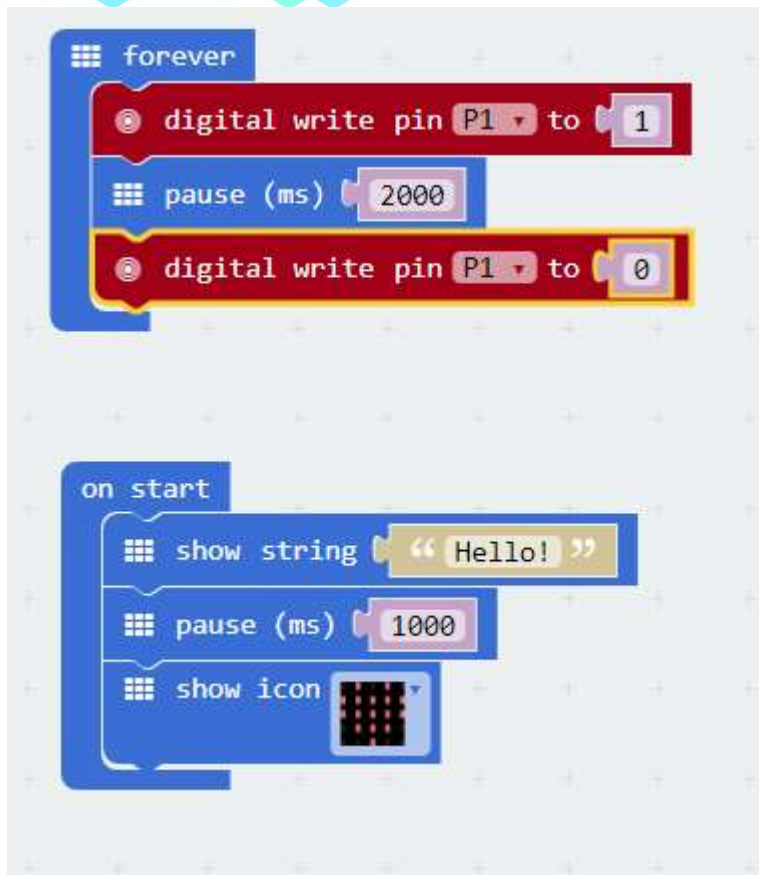 forever
digital write pin P1 to 1
pause (ms) 2000
digital write pin P1 to 0
on start
show string “ Hello! ”
pause (ms) 1000
show icon